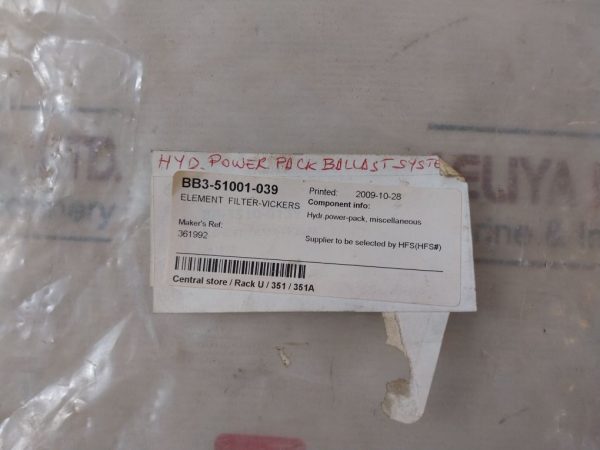 HYD. POWER PACK BALLAST SYSTE
BB3-51001-039
ELEMENT FILTER-VICKERS
Maker's Ref:
361992
Printed: 2009-10-28
Component info:
Hydr power-pack, miscellaneous
Supplier to be selected by HFS(HFS#)
Central store / Rack U / 351 / 351A
LTD.
ELIYA
ne & In